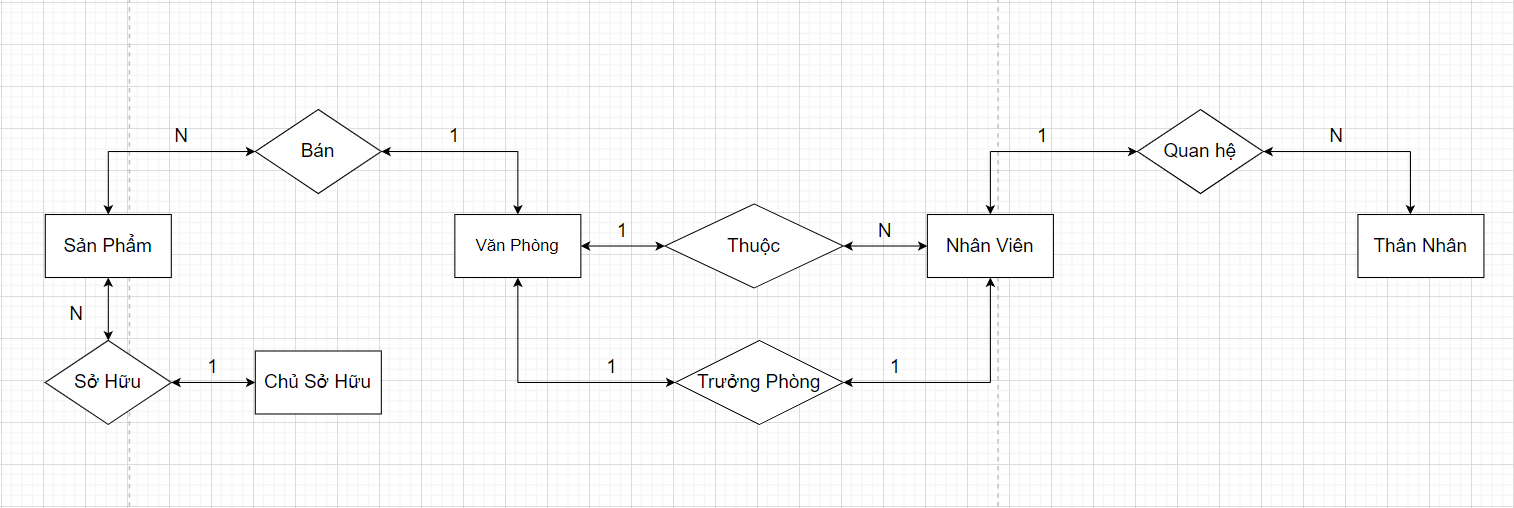 N
Bán
1
1
Quan hệ
N
Sản Phẩm
Văn Phòng
1
Thuộc
N
Nhân Viên
Thân Nhân
N
Sở Hữu
1
Chủ Sở Hữu
1
Trưởng Phòng
1